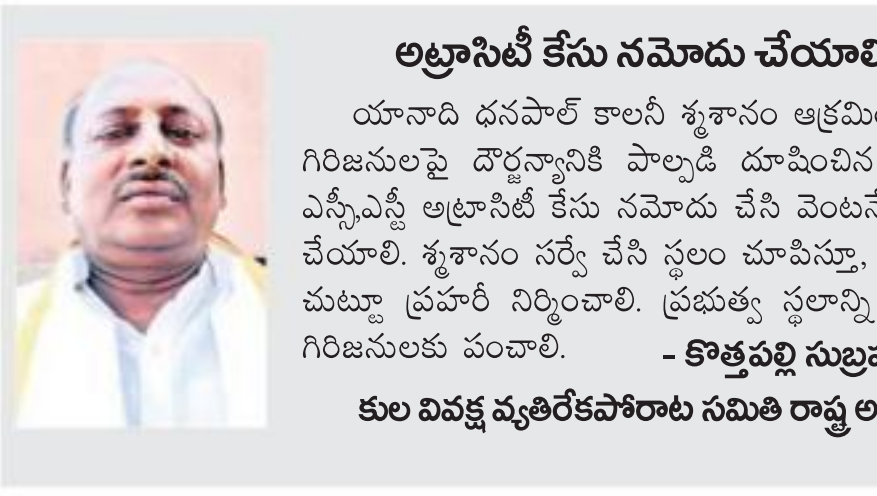 అట్రాసిటీ కేసు నమోదు చేయాలి
యానాది ధనపాల్ కాలనీ శ్మశానం ఆక్రమిం
గిరిజనులపై దౌర్జన్యానికి పాల్పడి దూషించిన
ఎస్సీ,ఎస్టీ అట్రాసిటీ కేసు నమోదు చేసి వెంటనే
చేయాలి. శ్మశానం సర్వే చేసి స్థలం చూపిస్తూ,
చుట్టూ ప్రహరీ నిర్మించాలి. ప్రభుత్వ స్థలాన్ని
గిరిజనులకు పంచాలి. - కొత్తపల్లి సుబ్రహ
కుల వివక్ష వ్యతిరేకపోరాట సమితి రాష్ట్ర అ